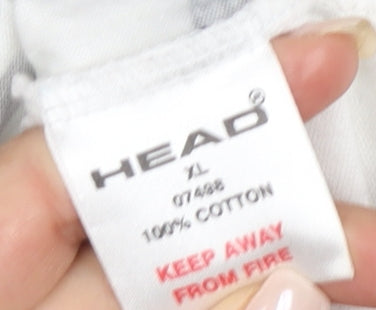 HEAD®
XL
07498
100% COTTON
KEEP AWAY
FROM FIRE